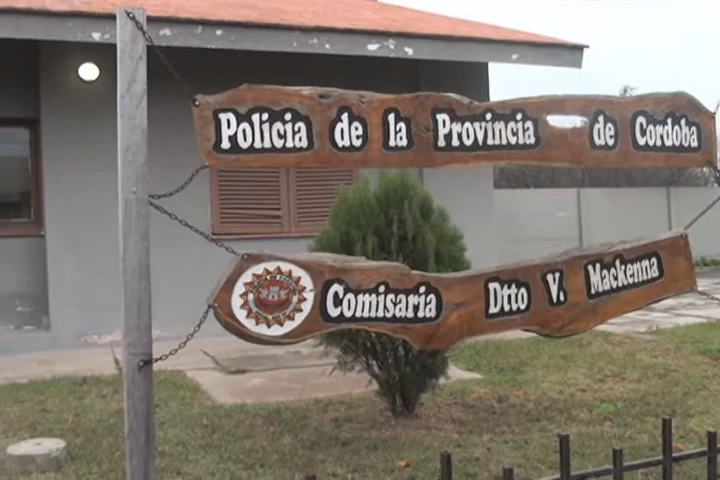 Policia de la Provincia de Cordoba
Comisaria Dtto V. Mackenna